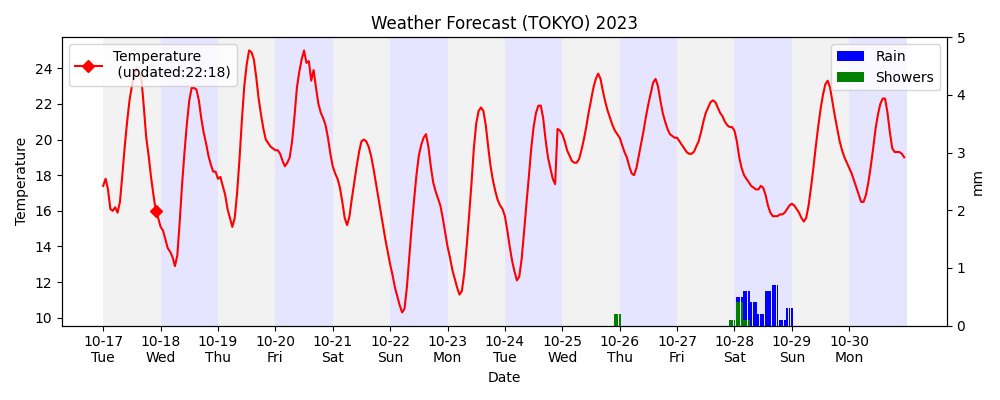 Weather Forecast (TOKYO) 2023
Temperature
(updated:22:18)
Rain
Showers
24
22
20
18
16
14
12
10
Temperature
5
4
3
2
1
0
mm
10-17 10-18 10-19 10-20 10-21 10-22 10-23 10-24 10-25 10-26 10-27 10-28 10-29 10-30
Tue Wed Thu Fri Sat Sun Mon Tue Wed Thu Fri Sat Sun Mon
Date